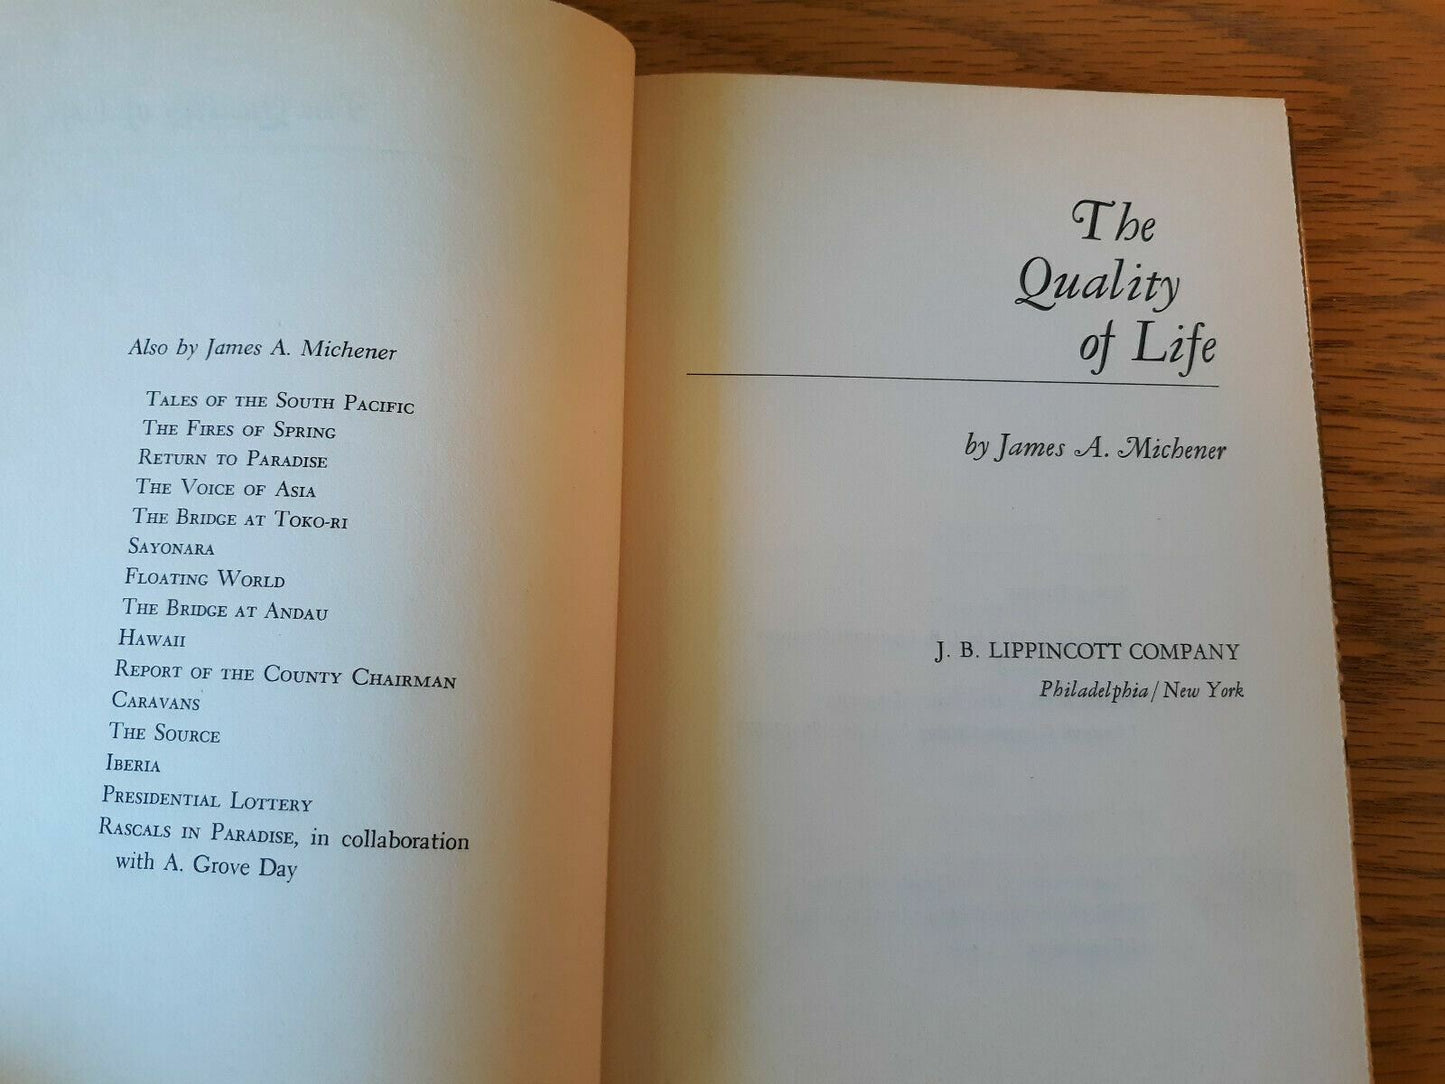 Also by James A. Michener
TALES OF THE SOUTH PACIFIC
THE FIRES OF SPRING
RETURN TO PARADISE
THE VOICE OF ASIA
THE BRIDGE AT TOKO-RI
SAYONARA
FLOATING WORLD
THE BRIDGE AT ANDAU
HAWAII
REPORT OF THE COUNTY CHAIRMAN
CARAVANS
THE SOURCE
IBERIA
PRESIDENTIAL LOTTERY
RASCALS IN PARADISE, in collaboration
with A. Grove Day
The
Quality
of Life
by James A. Michener
J. B. LIPPINCOTT COMPANY
Philadelphia / New York